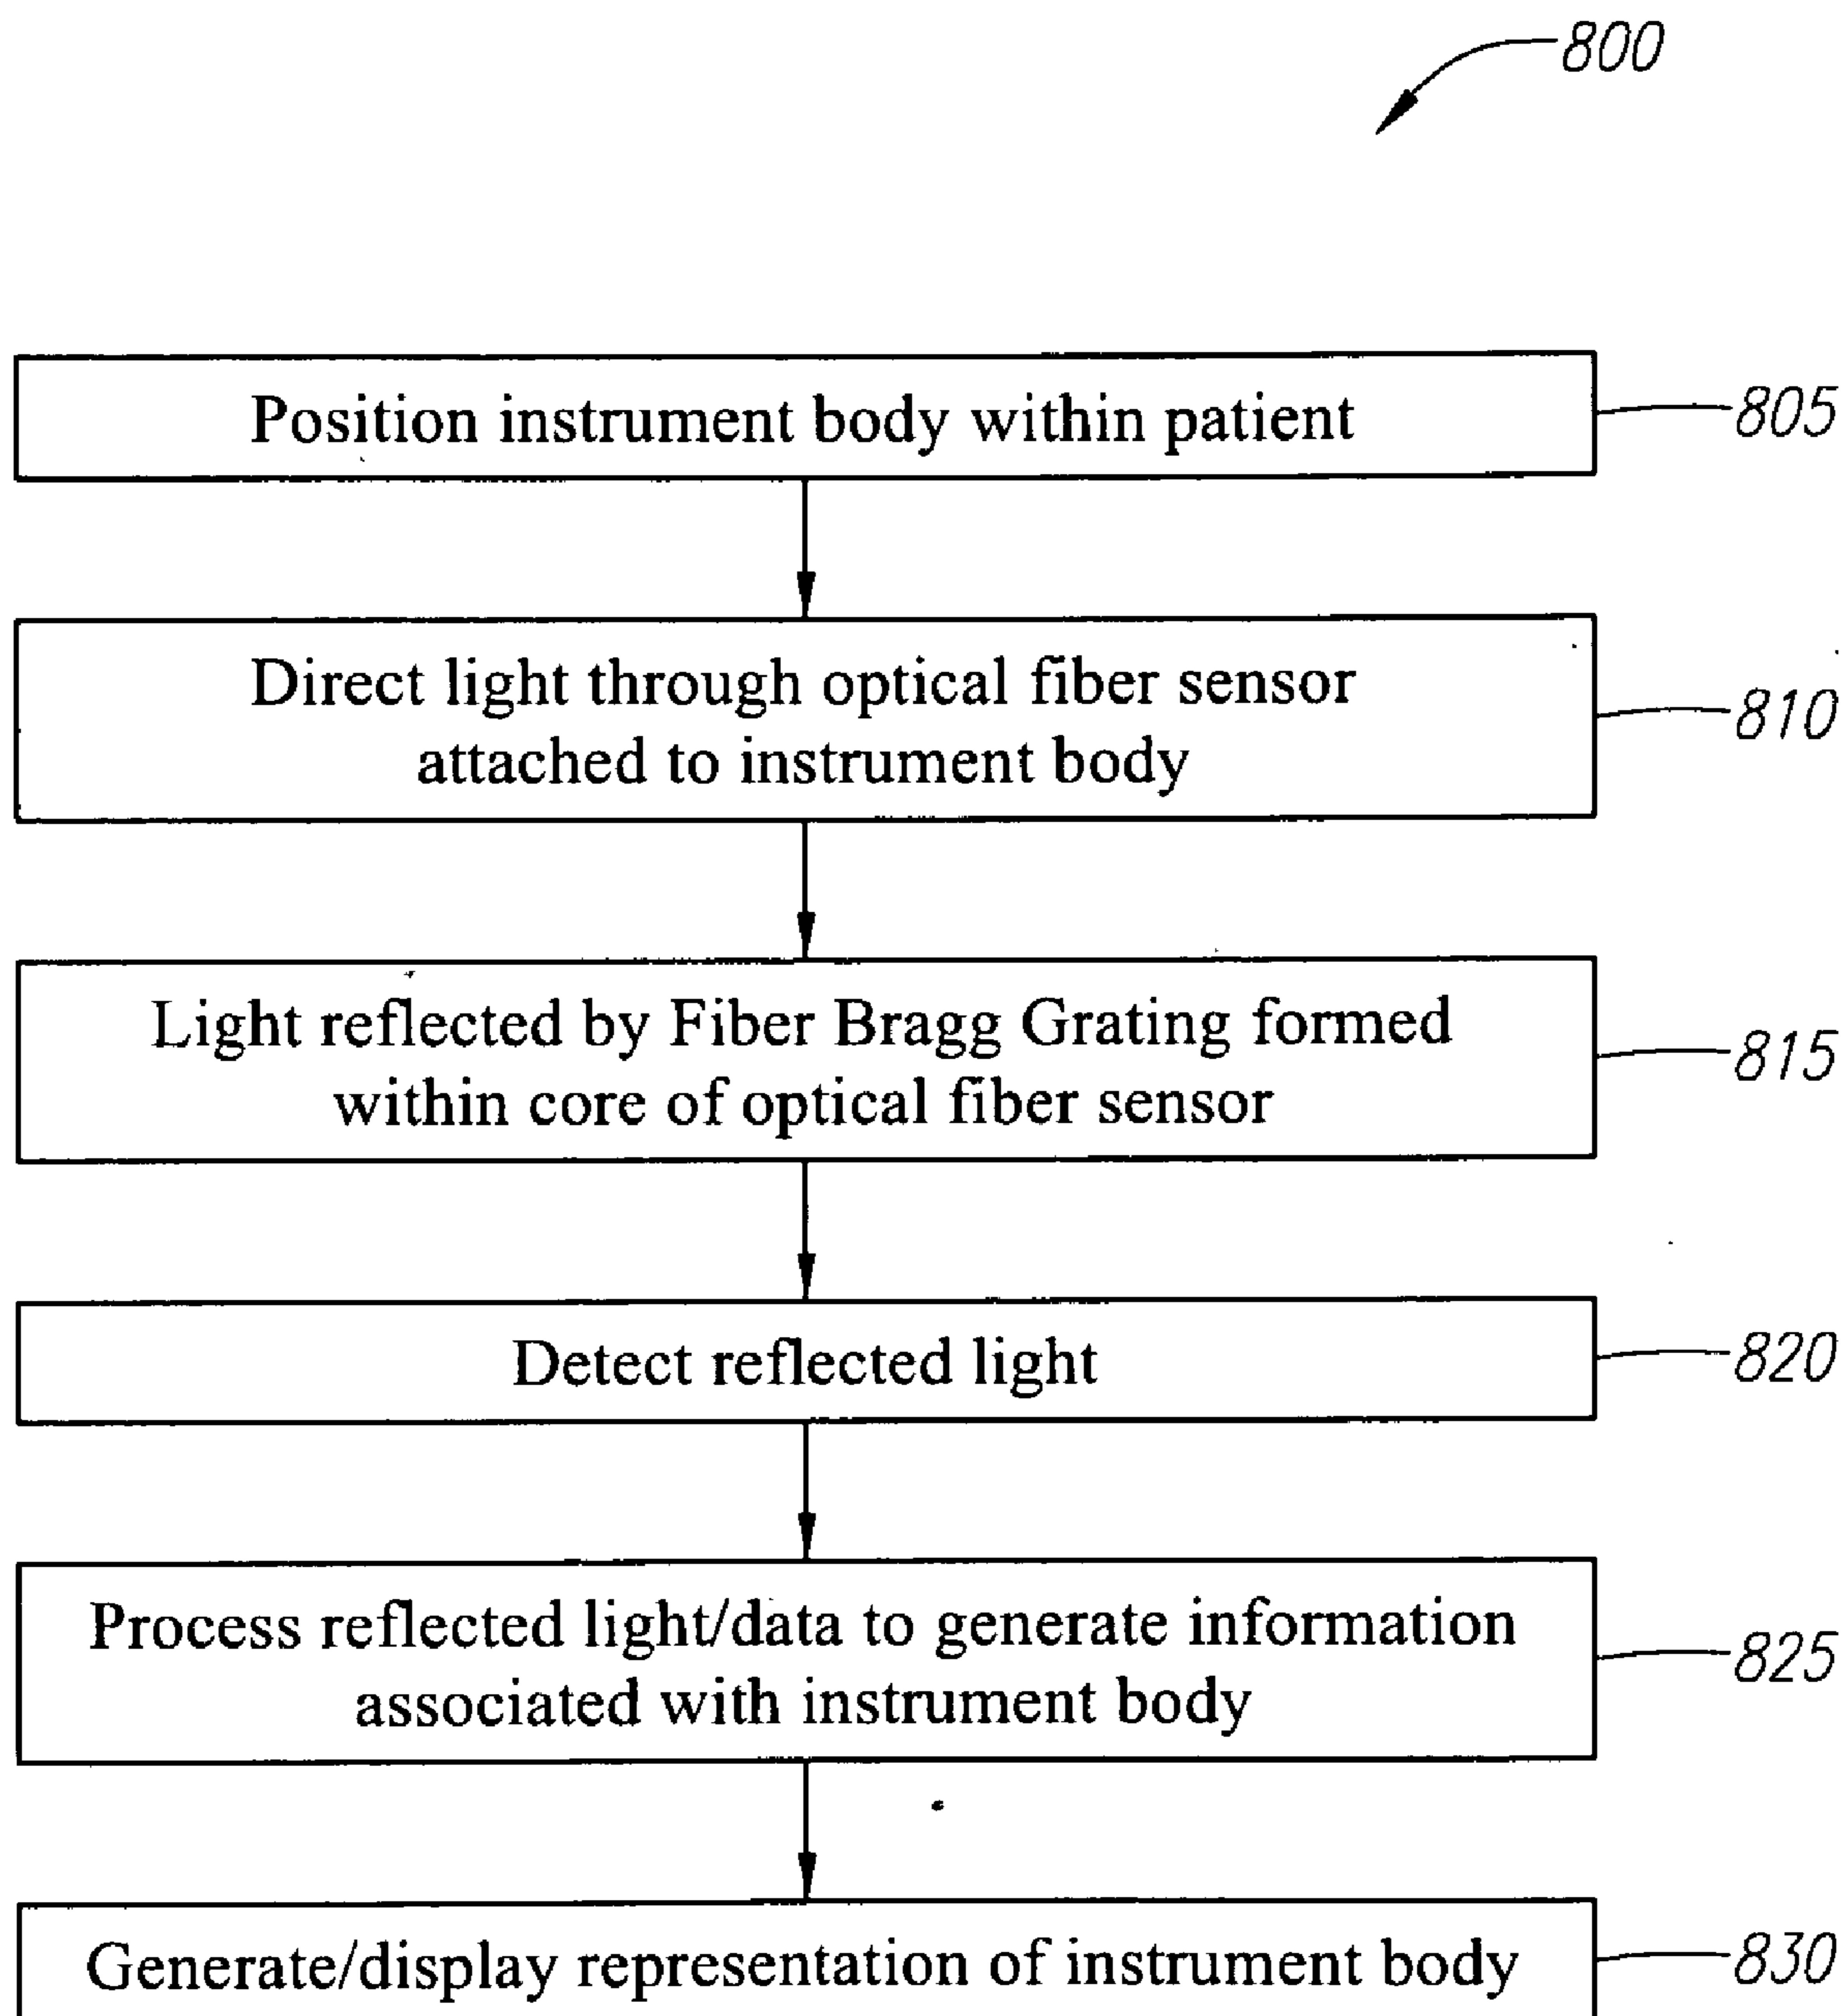 800
Position instrument body within patient
805
Direct light through optical fiber sensor
attached to instrument body
810
Light reflected by Fiber Bragg Grating formed
within core of optical fiber sensor
815
Detect reflected light
820
Process reflected light/data to generate information
associated with instrument body
825
Generate/display representation of instrument body
830